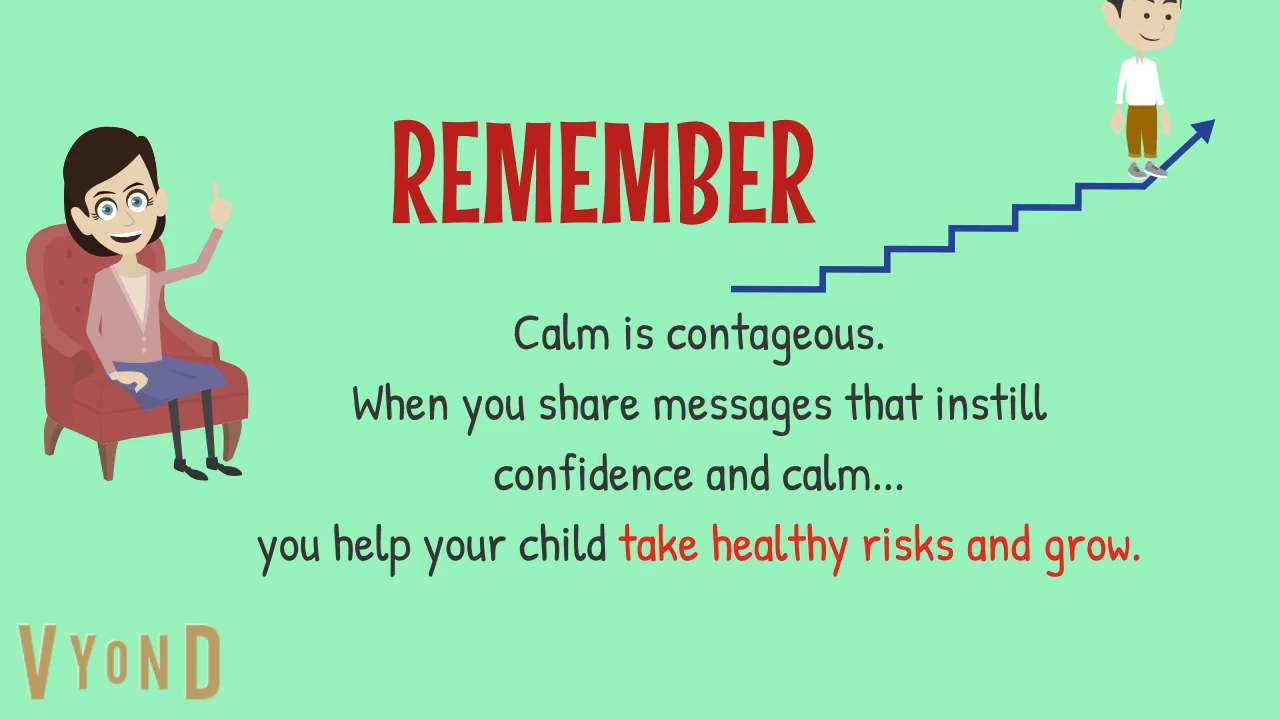 REMEMBER
Calm is contageous.
When you share messages that instill
confidence and calm...
you help your child take healthy risks and grow.
VYOND